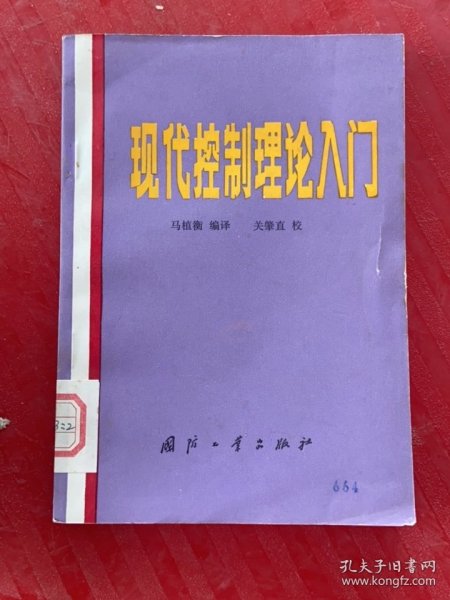 现代控制理论入门
马植衡 编译 关肇直 校
国防工业出版社
654
孔夫子旧书网
www.kongfz.com